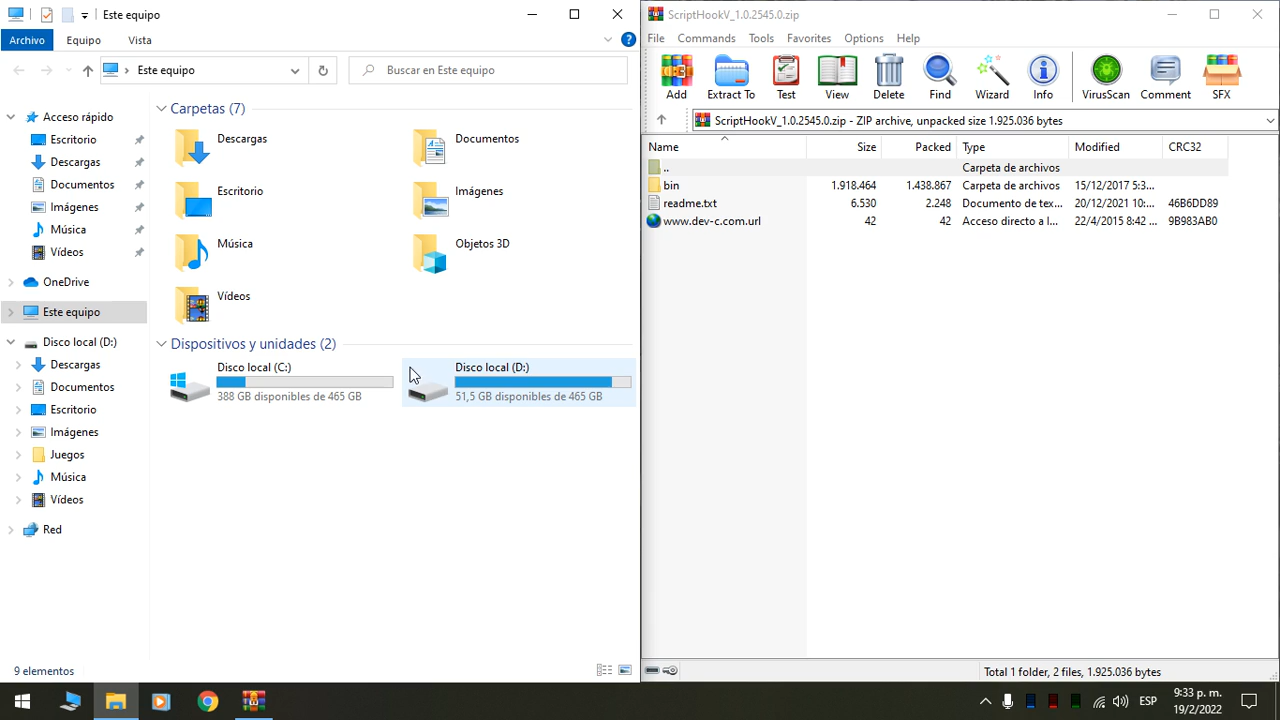 Este equipo
Archivo Equipo Vista
Este equipo
Buscar en Este equipo
Acceso rápido
Escritorio
Descargas
Documentos
Imágenes
Música
Vídeos
OneDrive
Este equipo
Disco local (D:)
Descargas
Documentos
Escritorio
Imágenes
Juegos
Música
Vídeos
Red
Carpetas (7)
Descargas Documentos
Escritorio Imágenes
Música Objetos 3D
Vídeos
Dispositivos y unidades (2)
Disco local (C:) Disco local (D:)
388 GB disponibles de 465 GB 51,5 GB disponibles de 465 GB
9 elementos
ScriptHookV_1.0.2545.0.zip
File Commands Tools Favorites Options Help
Add Extract To Test View Delete Find Wizard Info VirusScan Comment SFX
ScriptHookV_1.0.2545.0.zip - ZIP archive, unpacked size 1.925.036 bytes
Name Size Packed Type Modified CRC32
.. Carpeta de archivos
bin 1.918.464 1.438.867 Carpeta de archivos 15/12/2017 5:3...
readme.txt 6.530 2.248 Documento de tex... 20/12/2021 10:... 46B6DD89
www.dev-c.com.url 42 42 Acceso directo a l... 22/4/2015 8:42 ... 9B983AB0
Total 1 folder, 2 files, 1.925.036 bytes
ESP
9:33 p. m.
19/2/2022